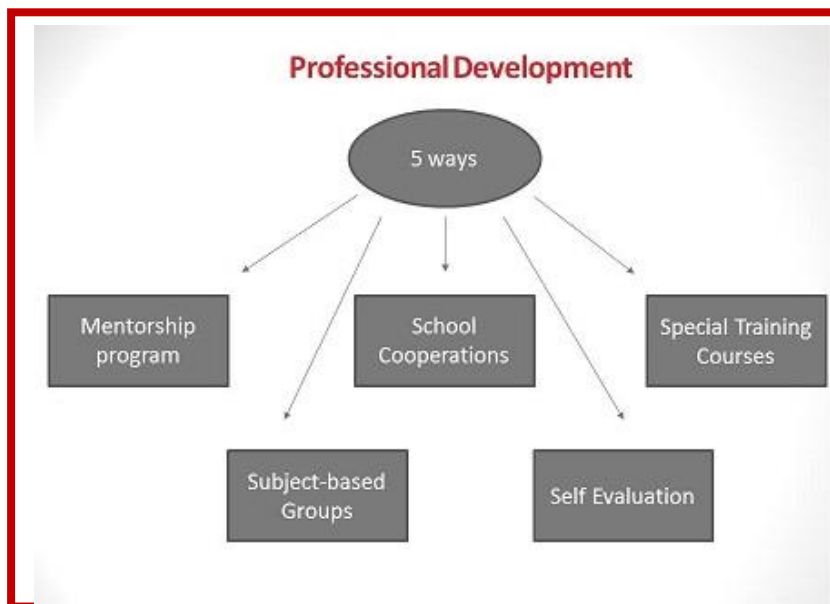 Professional Development
5 ways
Mentorship
program
School
Cooperations
Special Training
Courses
Subject-based
Groups
Self Evaluation